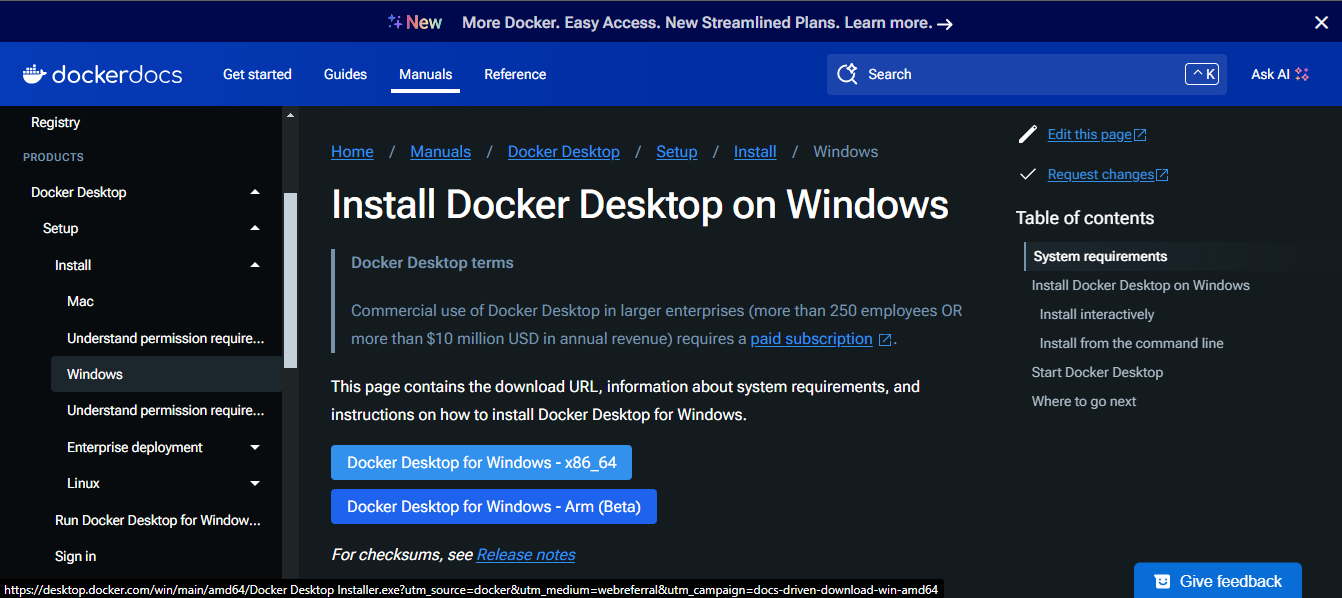 New More Docker. Easy Access. New Streamlined Plans. Learn more. →
dockerdocs Get started Guides Manuals Reference Search ^ K Ask AI
Registry
PRODUCTS
Docker Desktop
Setup
Install
Mac
Understand permission require...
Windows
Understand permission require...
Enterprise deployment
Linux
Run Docker Desktop for Window...
Sign in
Home / Manuals / Docker Desktop / Setup / Install / Windows
Install Docker Desktop on Windows
Docker Desktop terms
Commercial use of Docker Desktop in larger enterprises (more than 250 employees OR
more than $10 million USD in annual revenue) requires a paid subscription .
This page contains the download URL, information about system requirements, and
instructions on how to install Docker Desktop for Windows.
Docker Desktop for Windows - x86_64
Docker Desktop for Windows - Arm (Beta)
For checksums, see Release notes
Edit this page
Request changes
Table of contents
System requirements
Install Docker Desktop on Windows
Install interactively
Install from the command line
Start Docker Desktop
Where to go next
Give feedback
https://desktop.docker.com/win/main/amd64/Docker Desktop Installer.exe?utm_source=docker&utm_medium=webreferral&utm_campaign=docs-driven-download-win-amd64